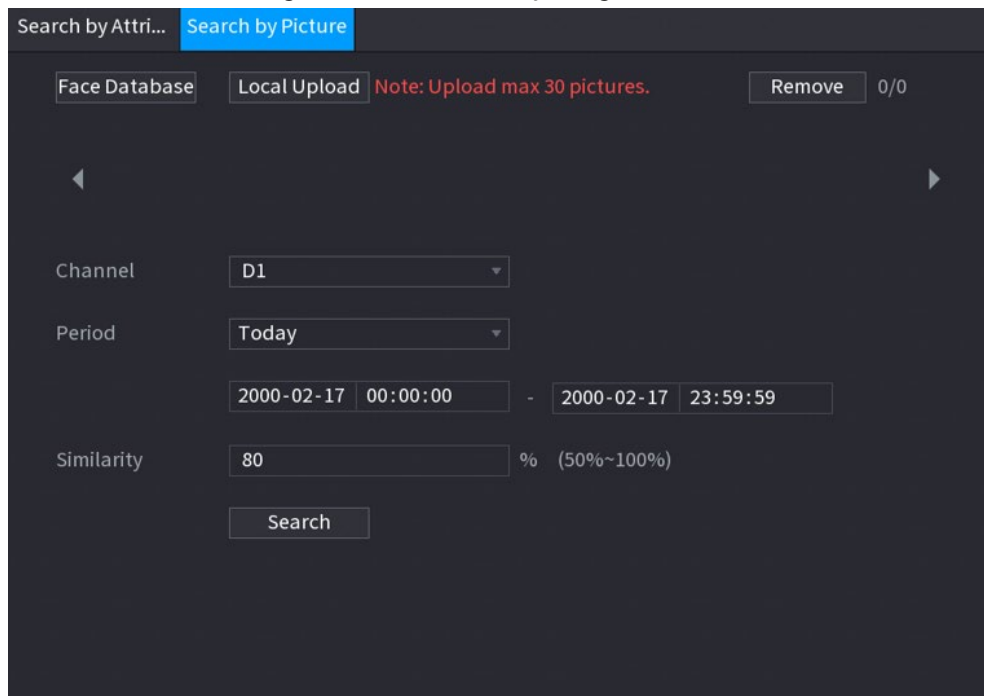 Search by Attri... Search by Picture
Face Database Local Upload Note: Upload max 30 pictures. Remove 0/0
Channel D1
Period Today
2000-02-17 00:00:00 - 2000-02-17 23:59:59
Similarity 80 % (50%~100%)
Search